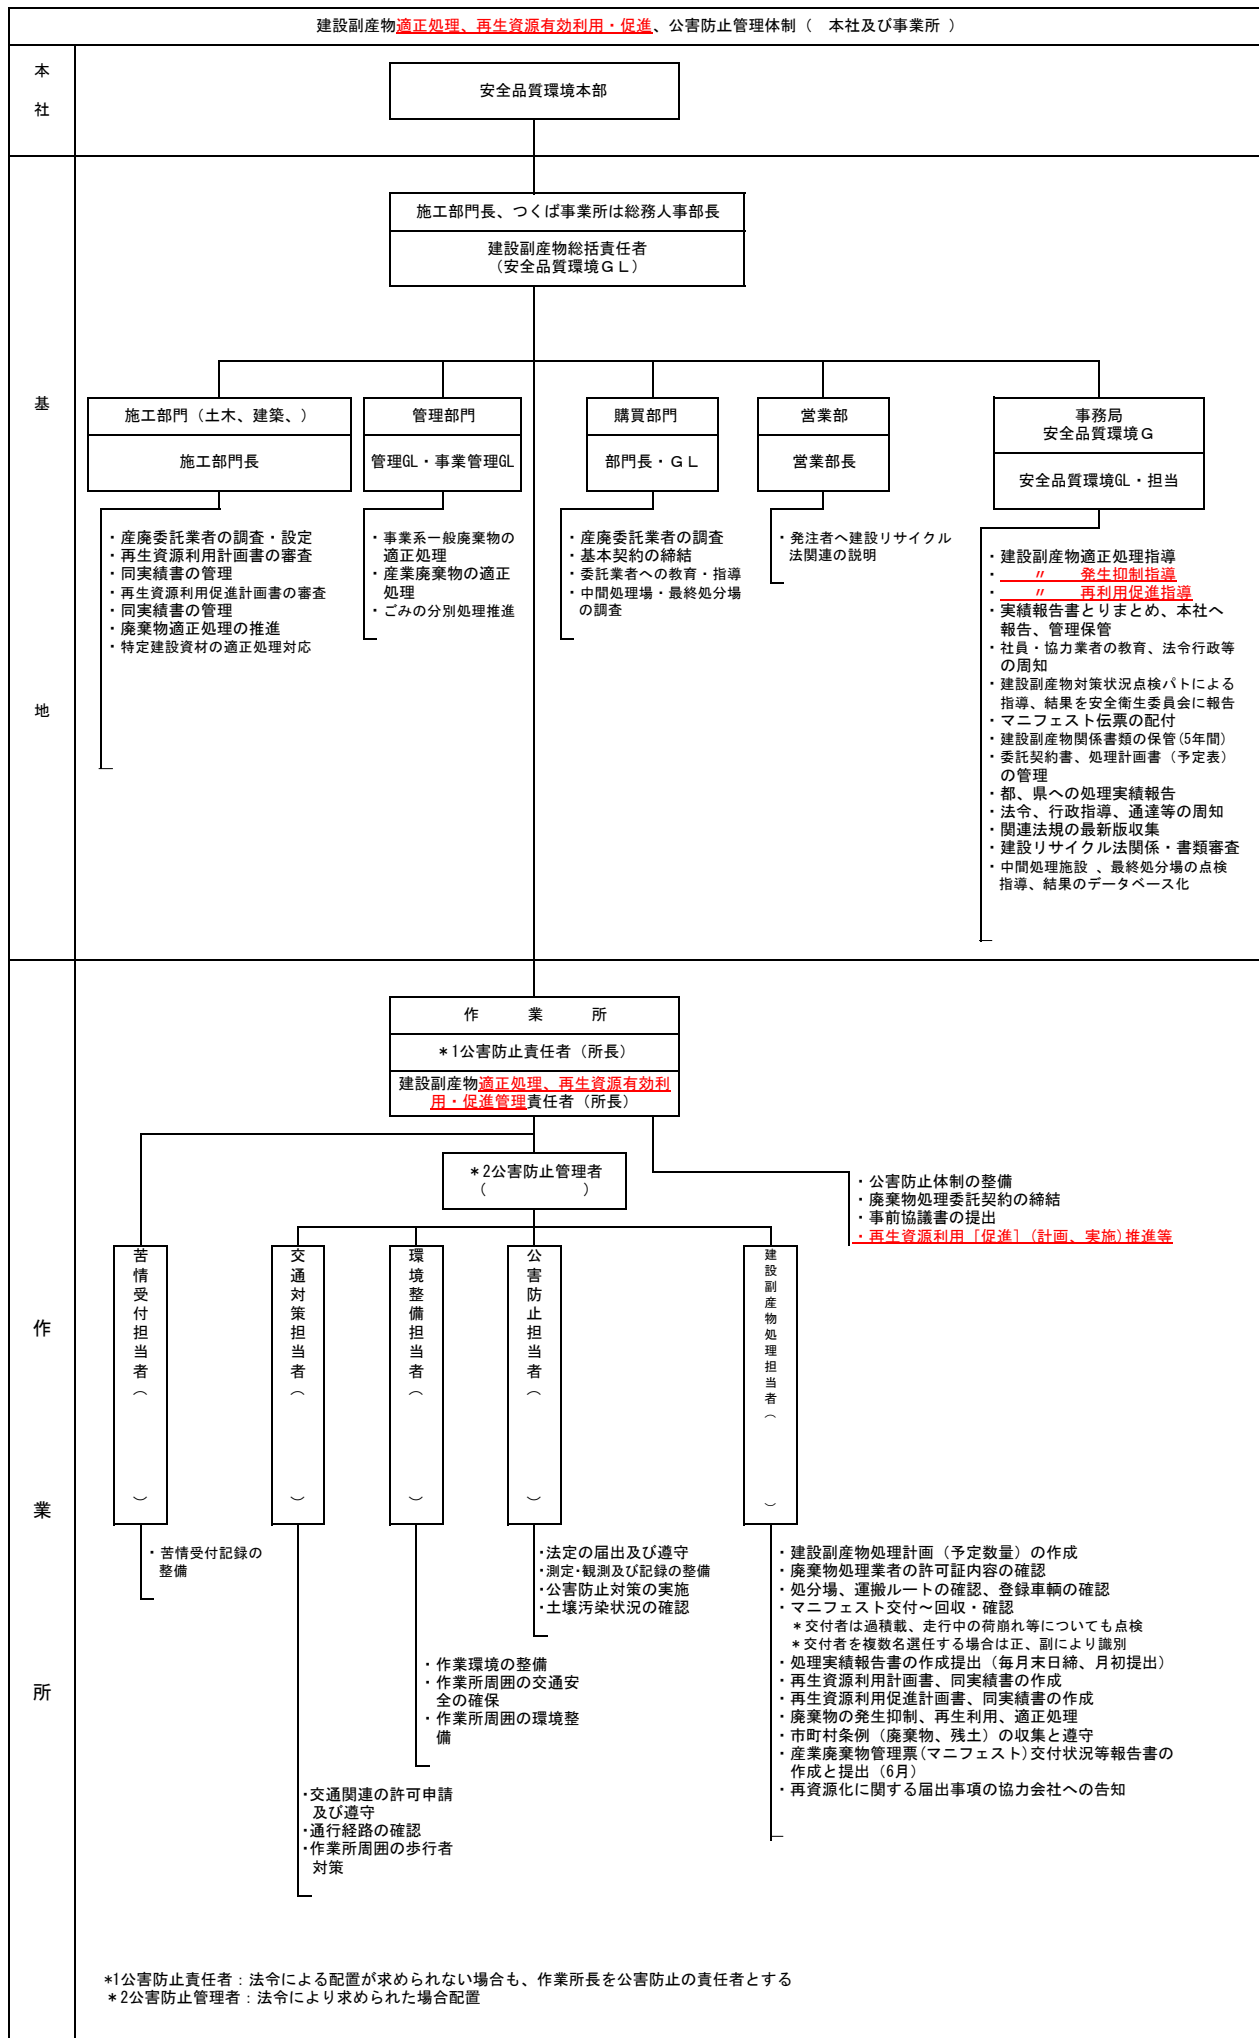 建設副産物適正処理、再生資源有効利用・促進、公害防止管理体制（　本社及び事業所　）
本
社
安全品質環境本部
基
地
施工部門長、つくば事業所は総務人事部長
建設副産物総括責任者
（安全品質環境ＧＬ）
施工部門（土木、建築、）
施工部門長
・産廃委託業者の調査・設定
・再生資源利用計画書の審査
・同実績書の管理
・再生資源利用促進計画書の審査
・同実績書の管理
・廃棄物適正処理の推進
・特定建設資材の適正処理対応
管理部門
管理GL・事業管理GL
・事業系一般廃棄物の
適正処理
・産業廃棄物の適正
処理
・ごみの分別処理推進
購買部門
部門長・ＧＬ
・産廃委託業者の調査
・基本契約の締結
・委託業者への教育・指導
・中間処理場・最終処分場
の調査
営業部
営業部長
・発注者へ建設リサイクル
法関連の説明
事務局
安全品質環境Ｇ
安全品質環境GL・担当
・建設副産物適正処理指導
・　　〃　　発生抑制指導
・　　〃　　再利用促進指導
・実績報告書とりまとめ、本社へ
報告、管理保管
・社員・協力業者の教育、法令行政等
の周知
・建設副産物対策状況点検パトによる
指導、結果を安全衛生委員会に報告
・マニフェスト伝票の配付
・建設副産物関係書類の保管(5年間)
・委託契約書、処理計画書（予定表）
の管理
・都、県への処理実績報告
・法令、行政指導、通達等の周知
・関連法規の最新版収集
・建設リサイクル法関係・書類審査
・中間処理施設 、最終処分場の点検
指導、結果のデータベース化
作
業
所
作　　　業　　　所
＊1公害防止責任者（所長）
建設副産物適正処理、再生資源有効利
用・促進管理責任者（所長）
＊2公害防止管理者
（　　　　　　）
・公害防止体制の整備
・廃棄物処理委託契約の締結
・事前協議書の提出
・再生資源利用［促進］(計画、実施)推進等
苦情受付担当者（　　　　）
交通対策担当者（　　　　）
環境整備担当者（　　　　）
公害防止担当者（　　　　）
建設副産物処理担当者（　　　　）
・苦情受付記録の
整備
・交通関連の許可申請
及び遵守
・通行経路の確認
・作業所周囲の歩行者
対策
・作業環境の整備
・作業所周囲の交通安
全の確保
・作業所周囲の環境整
備
・法定の届出及び遵守
・測定・観測及び記録の整備
・公害防止対策の実施
・土壌汚染状況の確認
・建設副産物処理計画（予定数量）の作成
・廃棄物処理業者の許可証内容の確認
・処分場、運搬ルートの確認、登録車輌の確認
・マニフェスト交付～回収・確認
＊交付者は過積載、走行中の荷崩れ等についても点検
＊交付者を複数名選任する場合は正、副により識別
・処理実績報告書の作成提出（毎月末日締、月初提出）
・再生資源利用計画書、同実績書の作成
・再生資源利用促進計画書、同実績書の作成
・廃棄物の発生抑制、再生利用、適正処理
・市町村条例（廃棄物、残土）の収集と遵守
・産業廃棄物管理票(マニフェスト)交付状況等報告書の
作成と提出（6月）
・再資源化に関する届出事項の協力会社への告知
*1公害防止責任者：法令による配置が求められない場合も、作業所長を公害防止の責任者とする
＊2公害防止管理者：法令により求められた場合配置